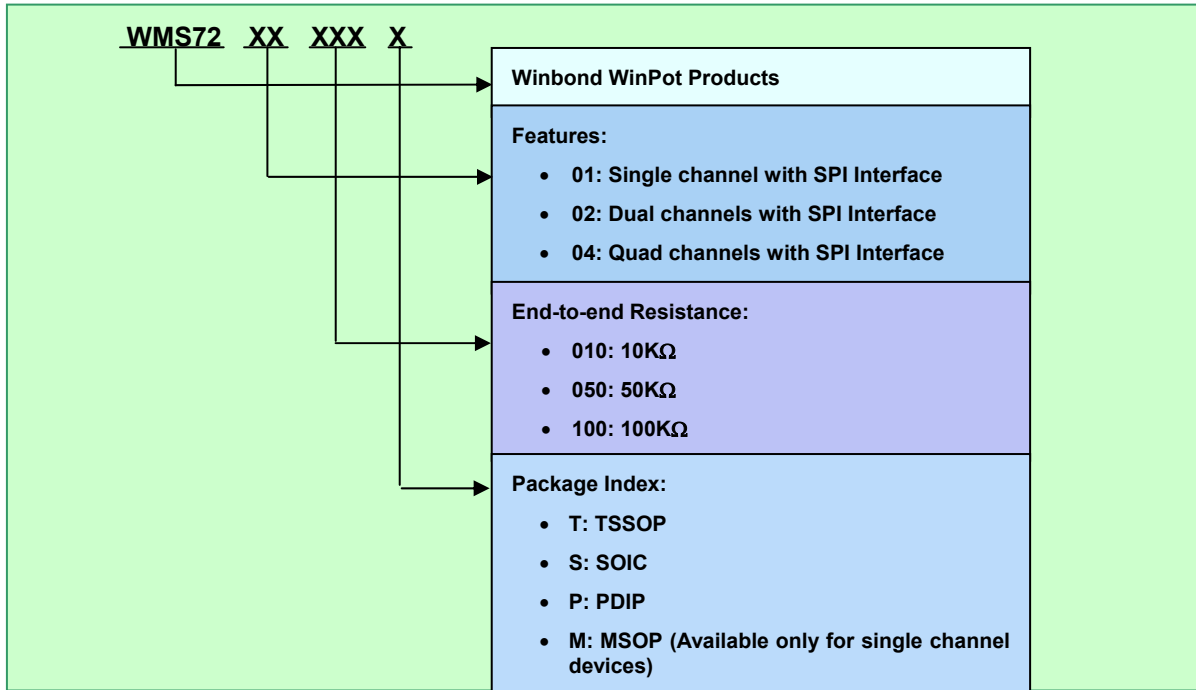 WMS72 XX XXX X
Winbond WinPot Products
Features:
• 01: Single channel with SPI Interface
• 02: Dual channels with SPI Interface
• 04: Quad channels with SPI Interface
End-to-end Resistance:
• 010: 10KΩ
• 050: 50KΩ
• 100: 100KΩ
Package Index:
• T: TSSOP
• S: SOIC
• P: PDIP
• M: MSOP (Available only for single channel
devices)